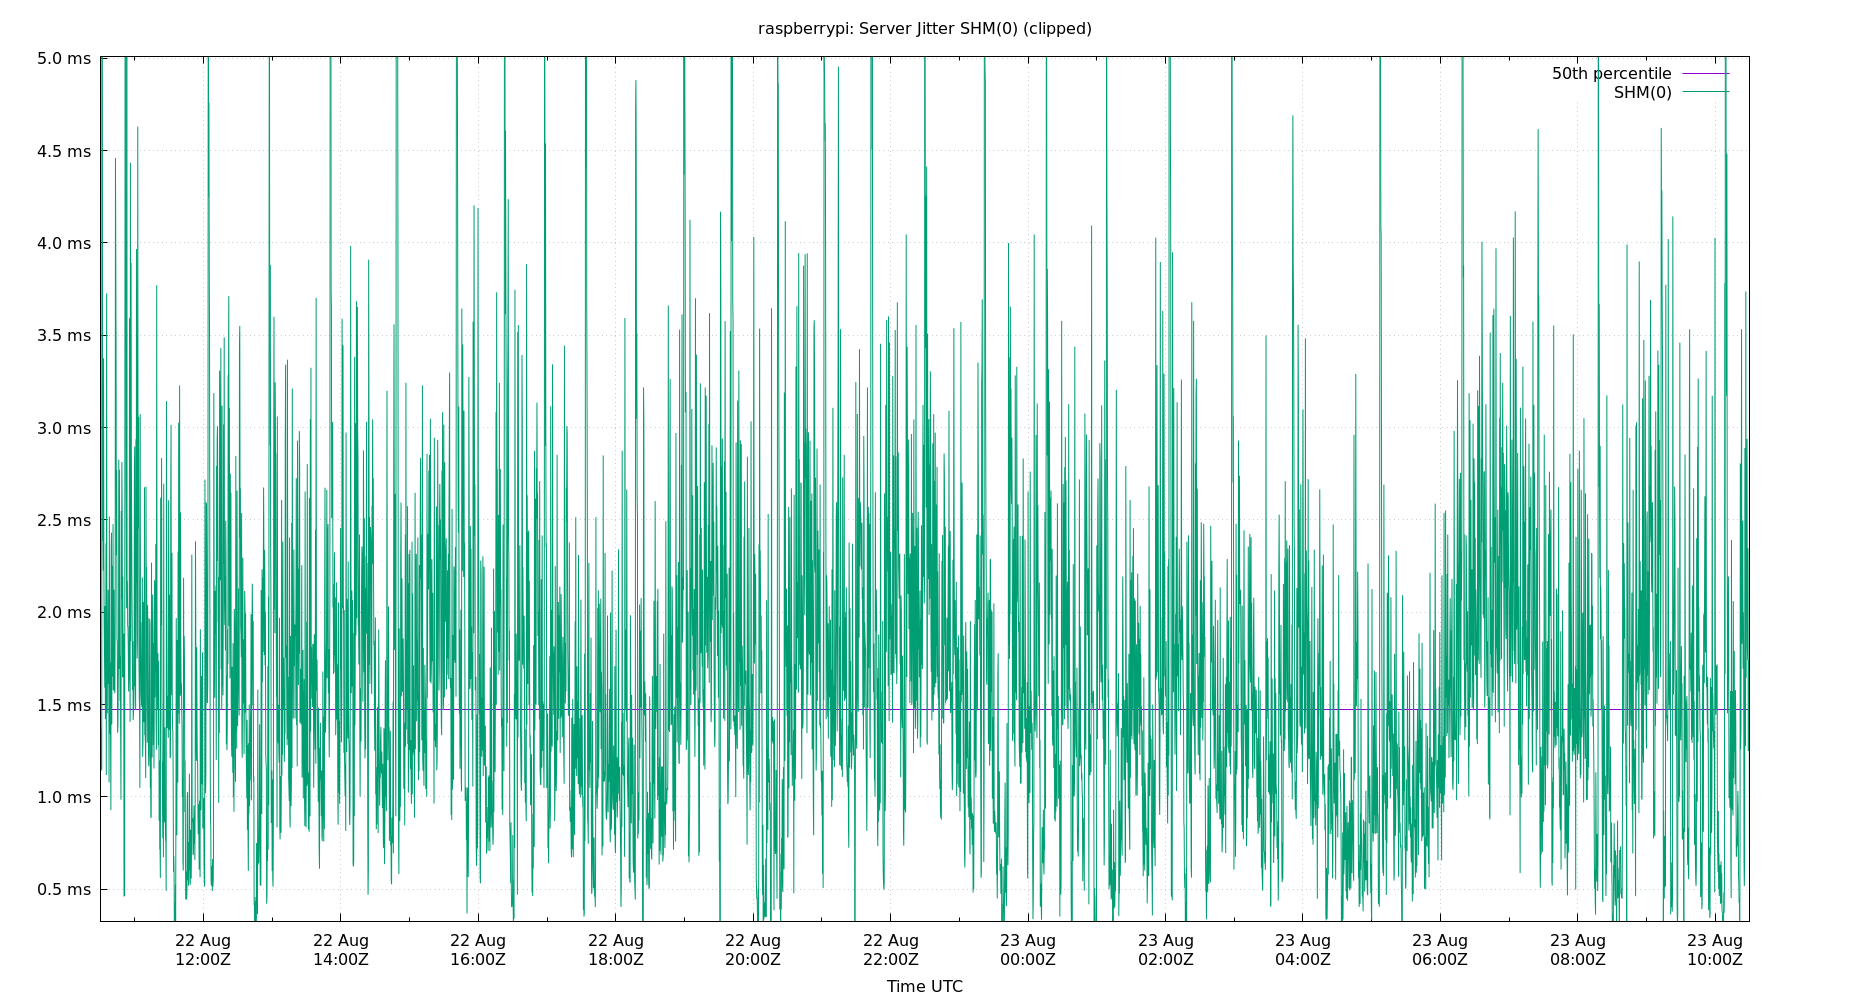 raspberrypi: Server Jitter SHM(0) (clipped)
5.0 ms
4.5 ms
4.0 ms
3.5 ms
3.0 ms
2.5 ms
2.0 ms
1.5 ms
1.0 ms
0.5 ms
50th percentile
SHM(0)
22 Aug 22 Aug 22 Aug 22 Aug 22 Aug 22 Aug 23 Aug 23 Aug 23 Aug 23 Aug 23 Aug 23 Aug
12:00Z 14:00Z 16:00Z 18:00Z 20:00Z 22:00Z 00:00Z 02:00Z 04:00Z 06:00Z 08:00Z 10:00Z
Time UTC